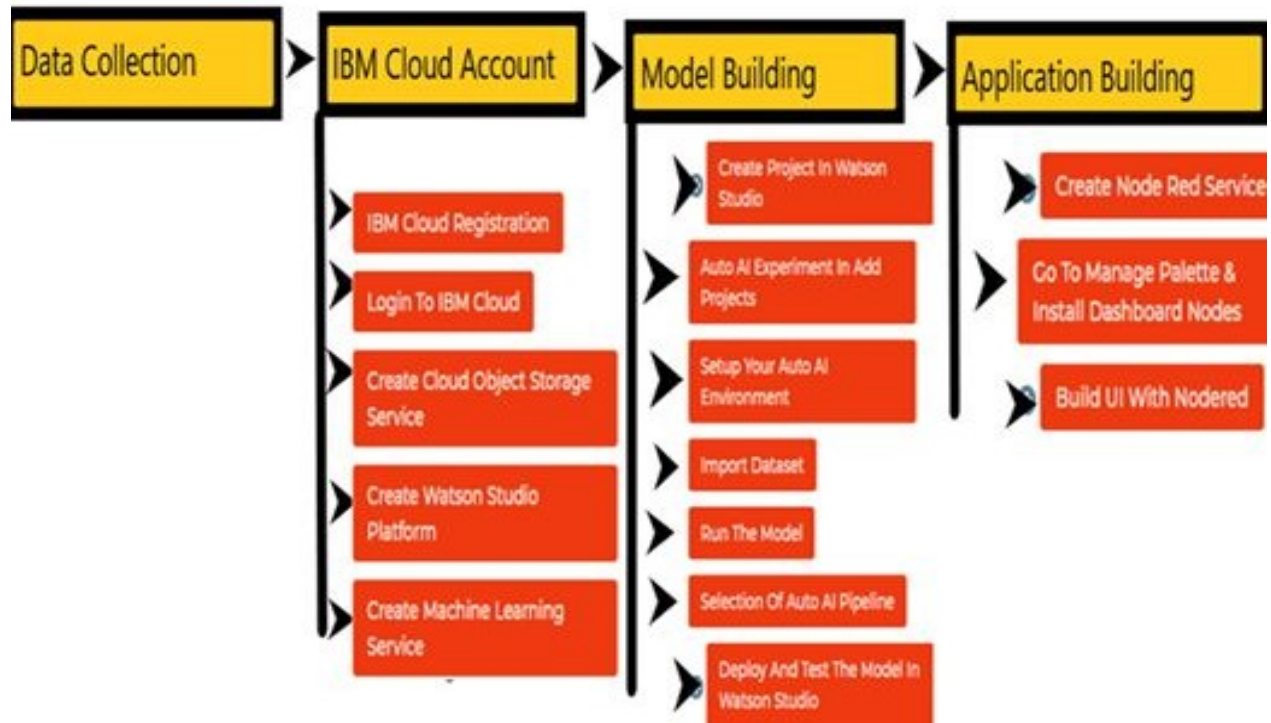 Data Collection
IBM Cloud Account
Model Building
Application Building
IBM Cloud Registration
Login To IBM Cloud
Create Cloud Object Storage
Service
Create Watson Studio
Platform
Create Machine Learning
Service
Create Project In Watson
Studio
Auto AI Experiment In Add
Projects
Setup Your Auto AI
Environment
Import Dataset
Run The Model
Selection Of Auto AI Pipeline
Deploy And Test The Model In
Watson Studio
Create Node Red Service
Go To Manage Palette &
Install Dashboard Nodes
Build UI With Nodered